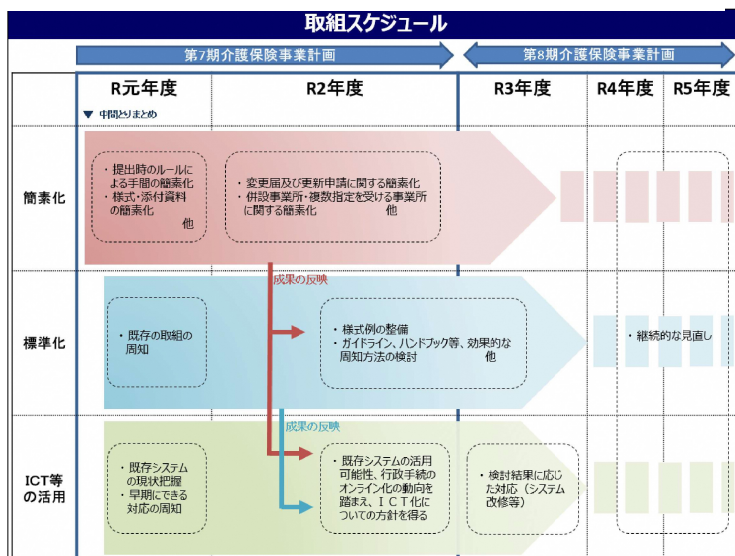 取組スケジュール
第7期介護保険事業計画
第8期介護保険事業計画
R元年度
R2年度
R3年度
R4年度
R5年度
▼ 中間とりまとめ
簡素化
・提出時のルールに
よる手間の簡素化
・様式・添付資料
の簡素化
他
・変更届及び更新申請に関する簡素化
・併設事業所・複数指定を受ける事業所
に関する簡素化 他
成果の反映
標準化
・既存の取組の
周知
・様式例の整備
・ガイドライン、ハンドブック等、効果的な
周知方法の検討 他
・継続的な見直し
成果の反映
ICT等
の活用
・既存システム
の現状把握
・早期にできる
対応の周知
・既存システムの活用
可能性、行政手続の
オンライン化の動向を
踏まえ、ICT化に
ついての方針を得る
・検討結果に応じ
た対応（システム
改修等）